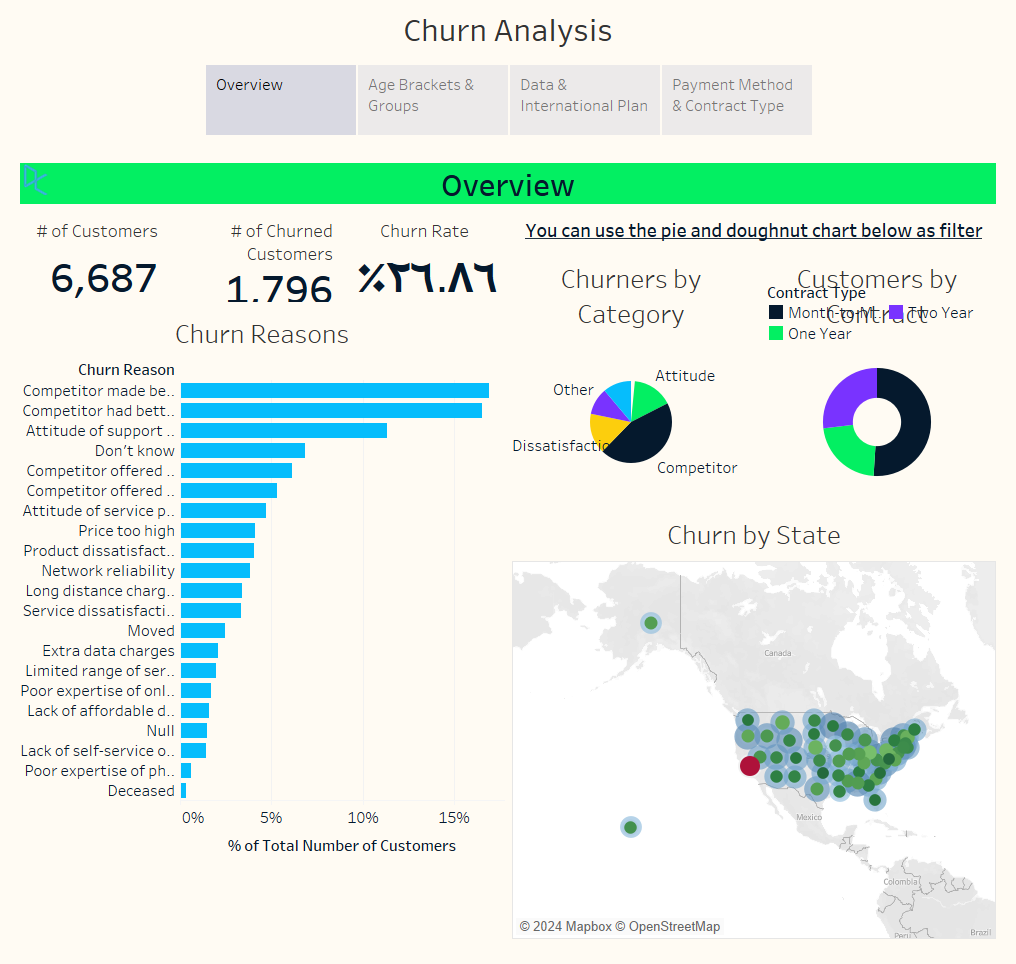 Churn Analysis
Overview
Age Brackets &
Groups
Data &
International Plan
Payment Method
& Contract Type
Overview
# of Customers
6,687
# of Churned
Customers
1,796
Churn Rate
٪٢٦.٨٦
You can use the pie and doughnut chart below as filter
Churn Reasons
Churn Reason
Competitor made be..
Competitor had bett..
Attitude of support ..
Don't know
Competitor offered ..
Competitor offered ..
Attitude of service p..
Price too high
Product dissatisfact..
Network reliability
Long distance charg..
Service dissatisfacti..
Moved
Extra data charges
Limited range of ser..
Poor expertise of onl..
Lack of affordable d..
Null
Lack of self-service o..
Poor expertise of ph..
Deceased
0%
5%
10%
15%
% of Total Number of Customers
Churners by
Category
Attitude
Other
Dissatisfactio
Competitor
Customers by
Contract
Contract Type
Month-to-M..
Two Year
One Year
Churn by State
Canada
Mexico
Colombia
Peru
Brazil
© 2024 Mapbox © OpenStreetMap